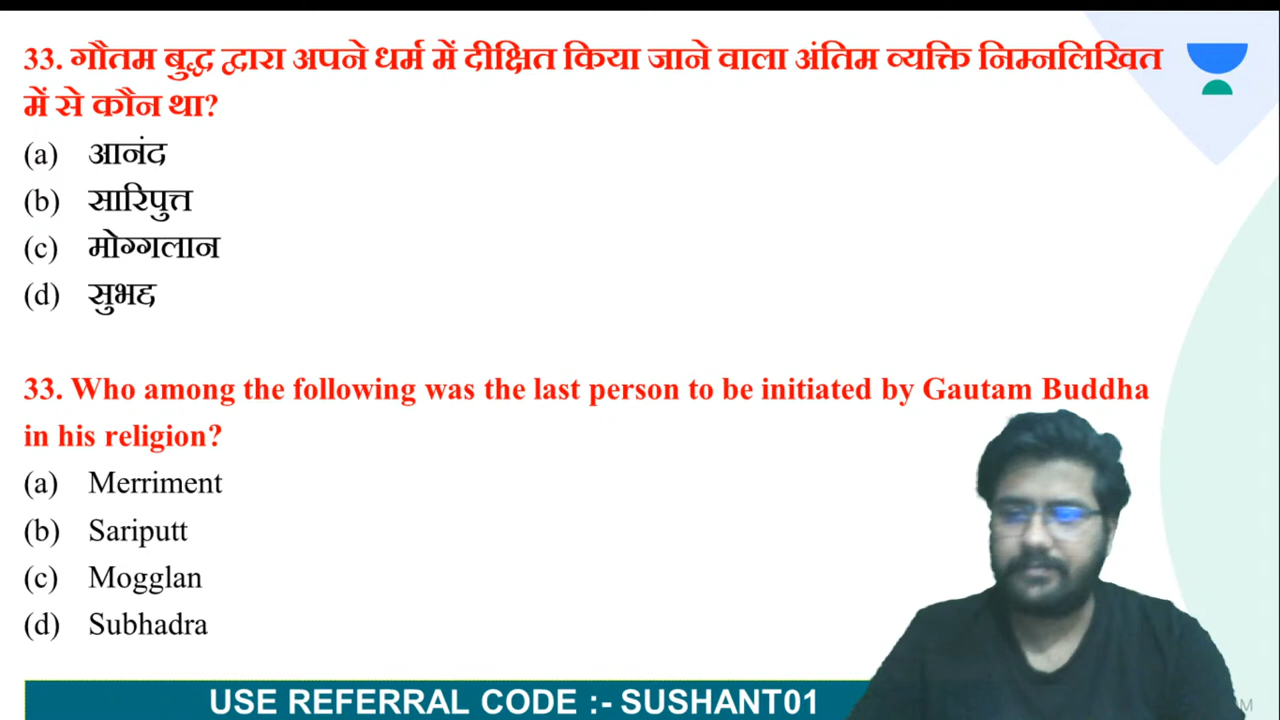 33. गौतम बुद्ध द्वारा अपने धर्म में दीक्षित किया जाने वाला अंतिम व्यक्ति निम्नलिखित
में से कौन था?
(a) आनंद
(b) सारिपुत्त
(c) मोग्गलान
(d) सुभद्द
33. Who among the following was the last person to be initiated by Gautam Buddha
in his religion?
(a) Merriment
(b) Sariputt
(c) Mogglan
(d) Subhadra
USE REFERRAL CODE :- SUSHANT01